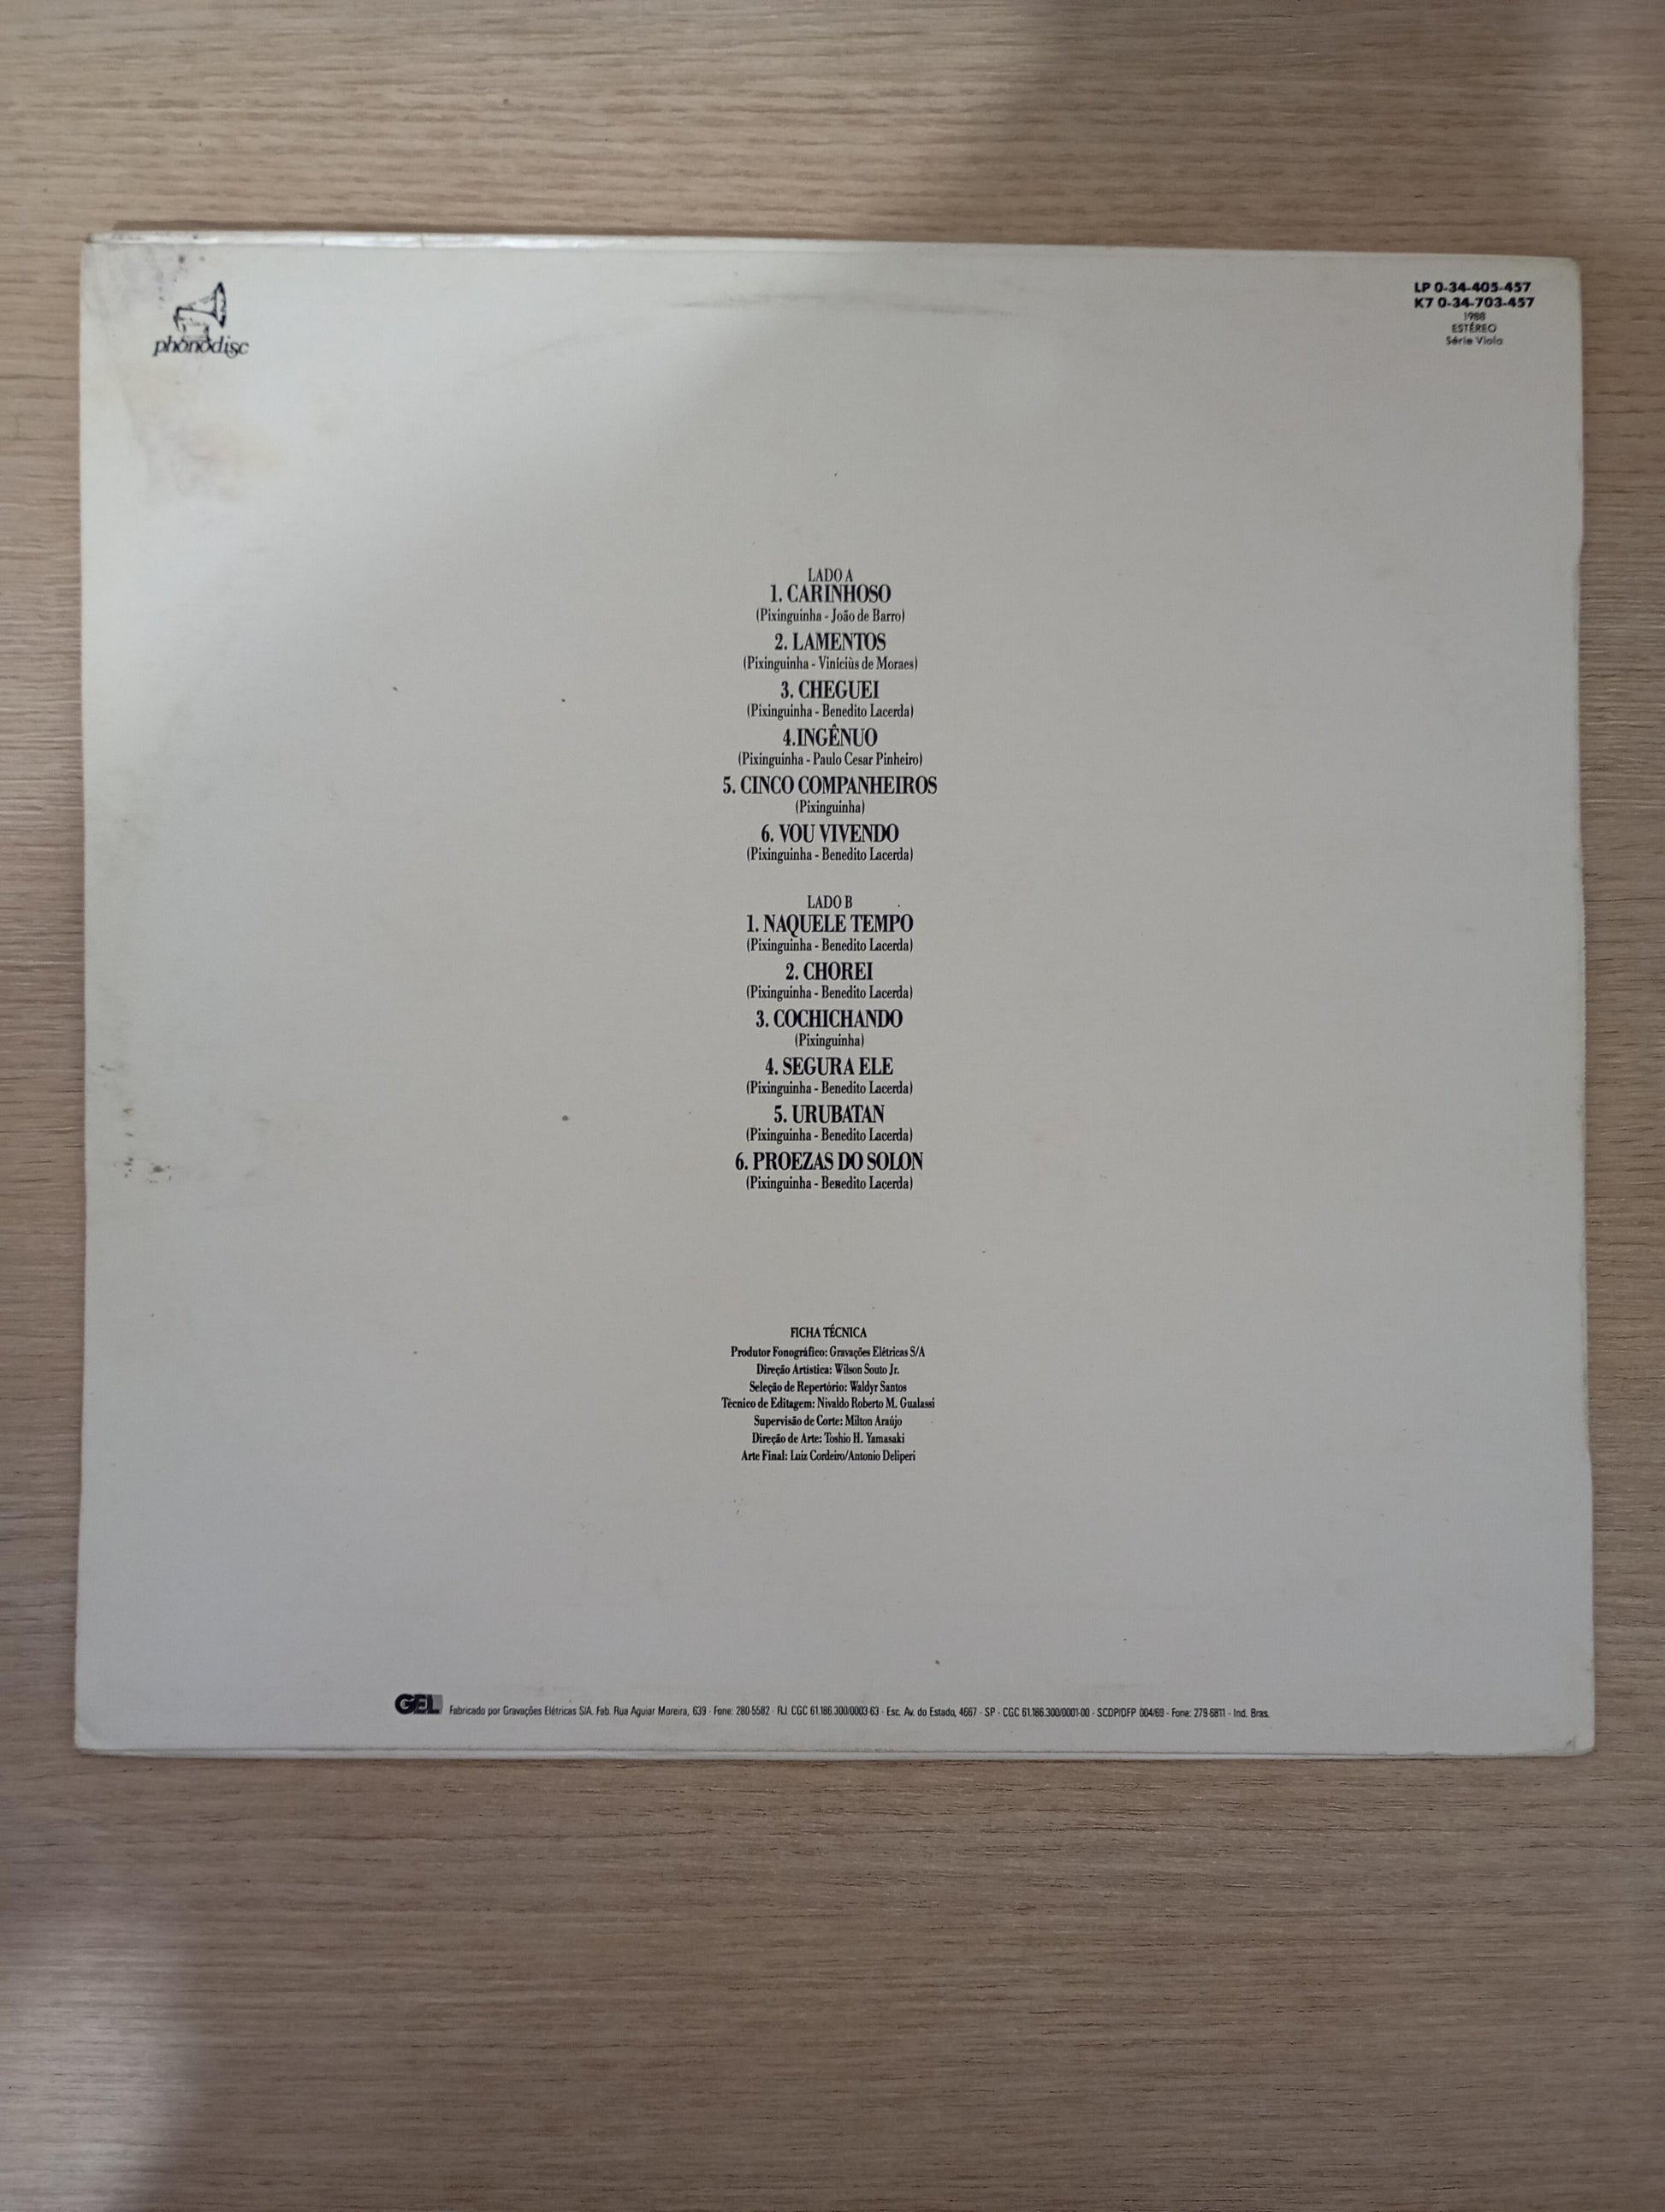 phonodisc
LP 0-34-405-457
K7 0-34-703-457
1988
ESTÉREO
Série Viola
LADO A
1. CARINHOSO
(Pixinguinha - João de Barro)
2. LAMENTOS
(Pixinguinha - Viníciùs de Moraes)
3. CHEGUEI
(Pixinguinha - Benedito Lacerda)
4.INGÊNUO
(Pixinguinha - Paulo Cesar Pinheiro)
5. CINCO COMPANHEIROS
(Pixinguinha)
6. VOU VIVENDO
(Pixinguinha - Benedito Lacerda)
LADO B
1. NAQUELE TEMPO
(Pixinguinha - Benedito Lacerda)
2. CHOREI
(Pixinguinha - Benedito Lacerda)
3. COCHICHANDO
(Pixinguinha)
4. SEGURA ELE
(Pixinguinha - Benedito Lacerda)
5. URUBATAN
(Pixinguinha - Benedito Lacerda)
6. PROEZAS DO SOLON
(Pixinguinha - Benedito Lacerda)
FICHA TÉCNICA
Produtor Fonográfico: Gravações Elétricas S/A
Direção Artística: Wilson Souto Jr.
Seleção de Repertório: Waldyr Santos
Técnico de Editagem: Nivaldo Roberto M. Gualassi
Supervisão de Corte: Milton Araújo
Direção de Arte: Toshio H. Yamasaki
Arte Final: Luiz Cordeiro/Antonio Deliperi
GEL Fabricado por Gravações Elétricas S/A. Fab. Rua Aguiar Moreira, 639 - Fone: 280-5582 - RJ. CGC 61.186.300/0003-63 - Esc. Av. do Estado, 4667 - SP - CGC 61.186.300/0001-00 - SCDP/DFP 004/69 - Fone: 279-6811 - Ind. Bras.